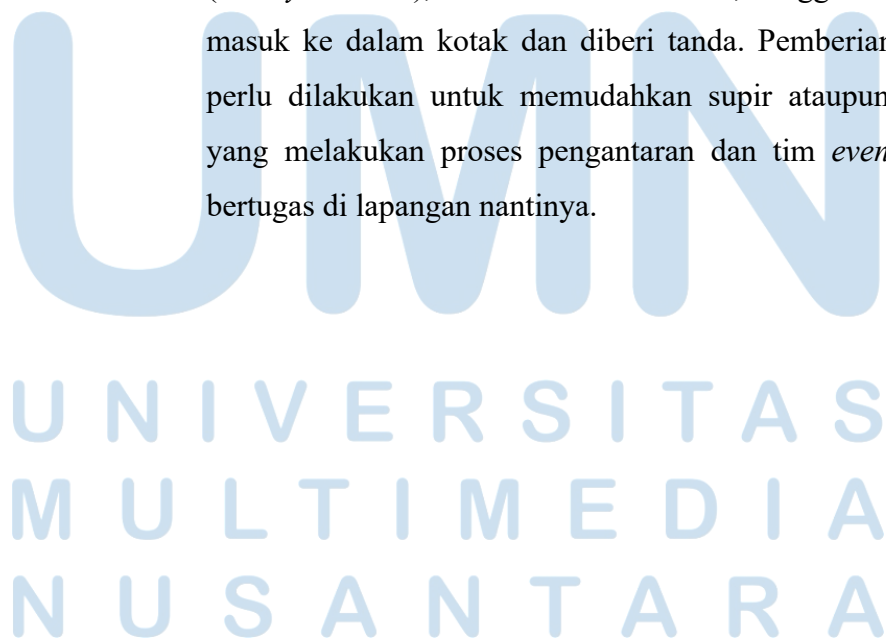 masuk ke dalam kotak dan diberi tanda. Pemberian
perlu dilakukan untuk memudahkan supir ataupun
yang melakukan proses pengantaran dan tim even
bertugas di lapangan nantinya.
UMN
UNIVERSITAS
MULTIMEDIA
NUSANTARA